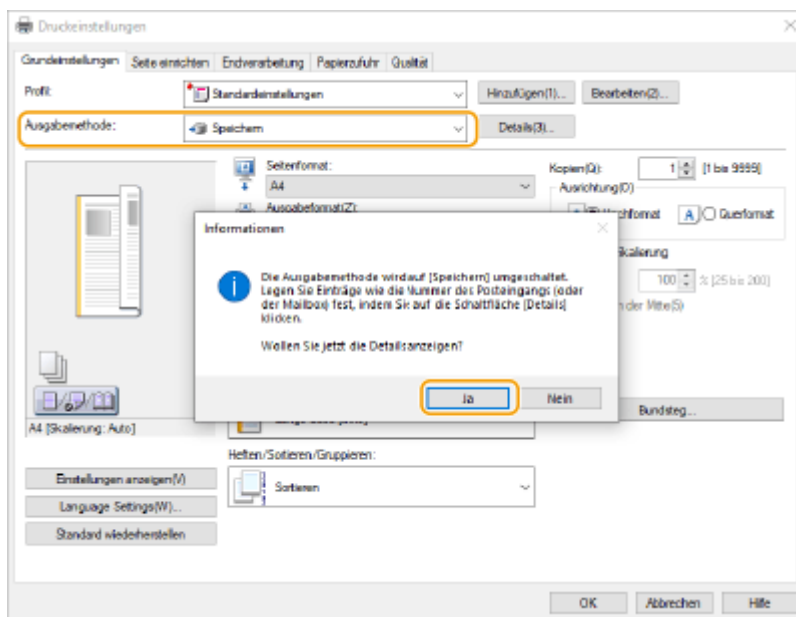 Druckeinstellungen
Grundeinstellungen Seite einrichten Endverarbeitung Papierzufuhr Qualität
Profil: Standardeinstellungen Hinzufügen(1)... Bearbeiten(2)...
Ausgabemethode: Speichern Details(3)...
Seitenformat: Kopien(Q): 1 [1 bis 9999]
A4 Ausrichtung(O)
Ausgabeformat(Z):
A Querformat
Informationen
Skalierung
Die Ausgabemethode wirdauf [Speichern] umgeschaltet.
Legen Sie Einträge wie die Nummer des Posteingangs (oder
100 % [25 bis 200]
der Mailbox) fest, indem Sie auf die Schaltfläche [Details]
der Mitte(S)
klicken.
Wollen Sie jetzt die Detailsanzeigen?
Ja Nein
Bundsteg...
A4 [Skalierung: Auto]
Heften/Sortieren/Gruppieren:
Einstellungen anzeigen(V)
Sortieren
Language Settings(W)...
Standard wiederherstellen
OK Abbrechen Hilfe